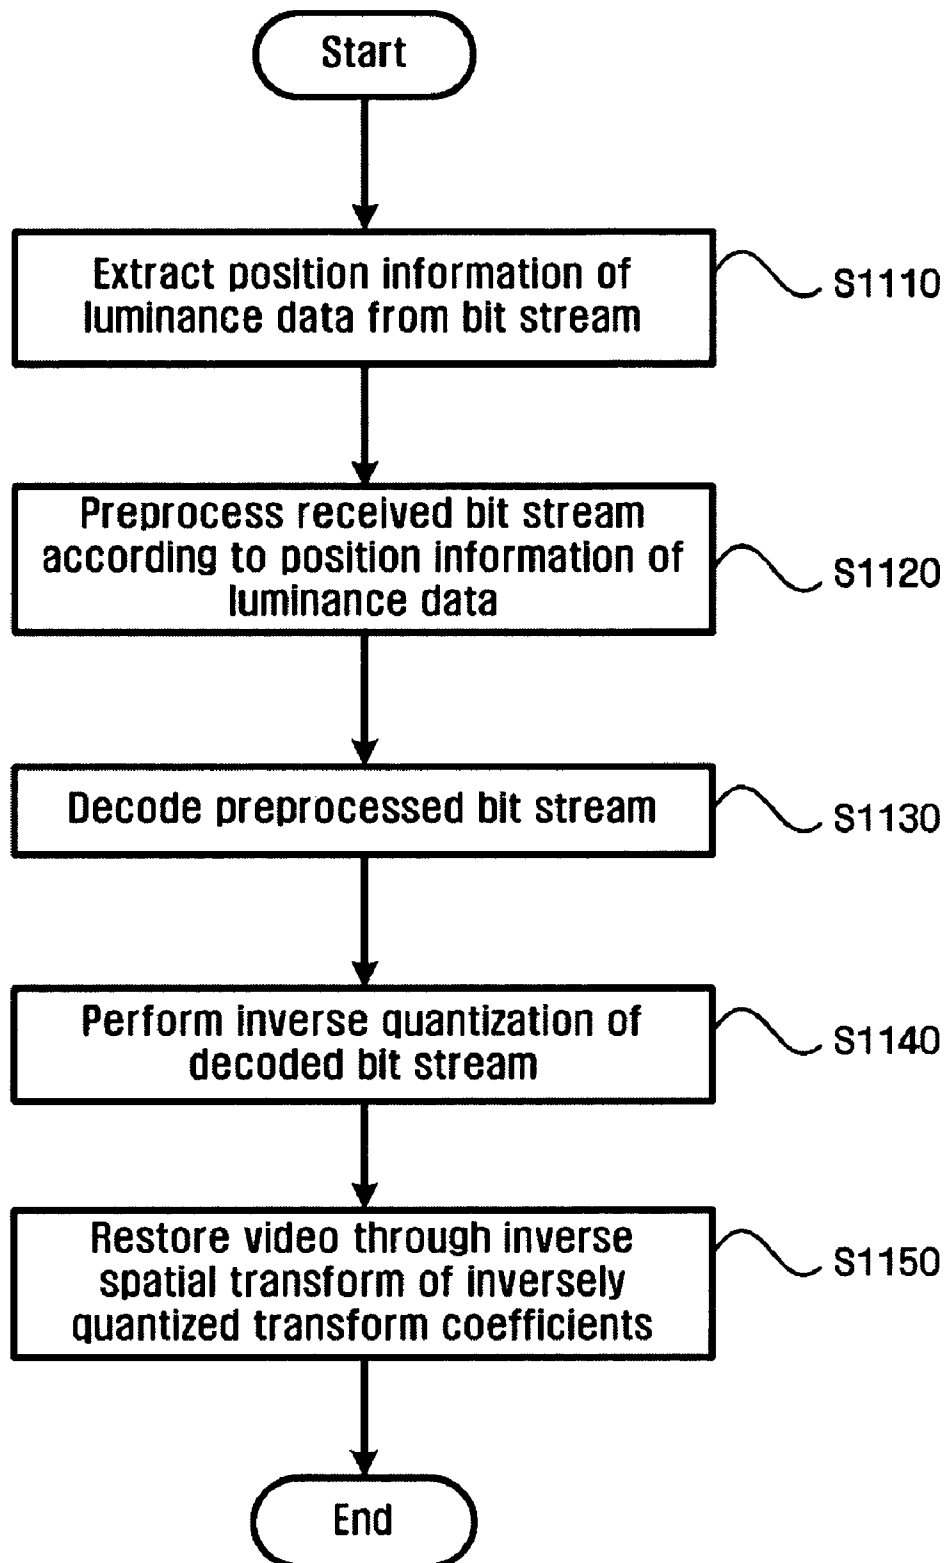 Start
Extract position information of
luminance data from bit stream
S1110
Preprocess received bit stream
according to position information of
luminance data
S1120
Decode preprocessed bit stream
S1130
Perform inverse quantization of
decoded bit stream
S1140
Restore video through inverse
spatial transform of inversely
quantized transform coefficients
S1150
End